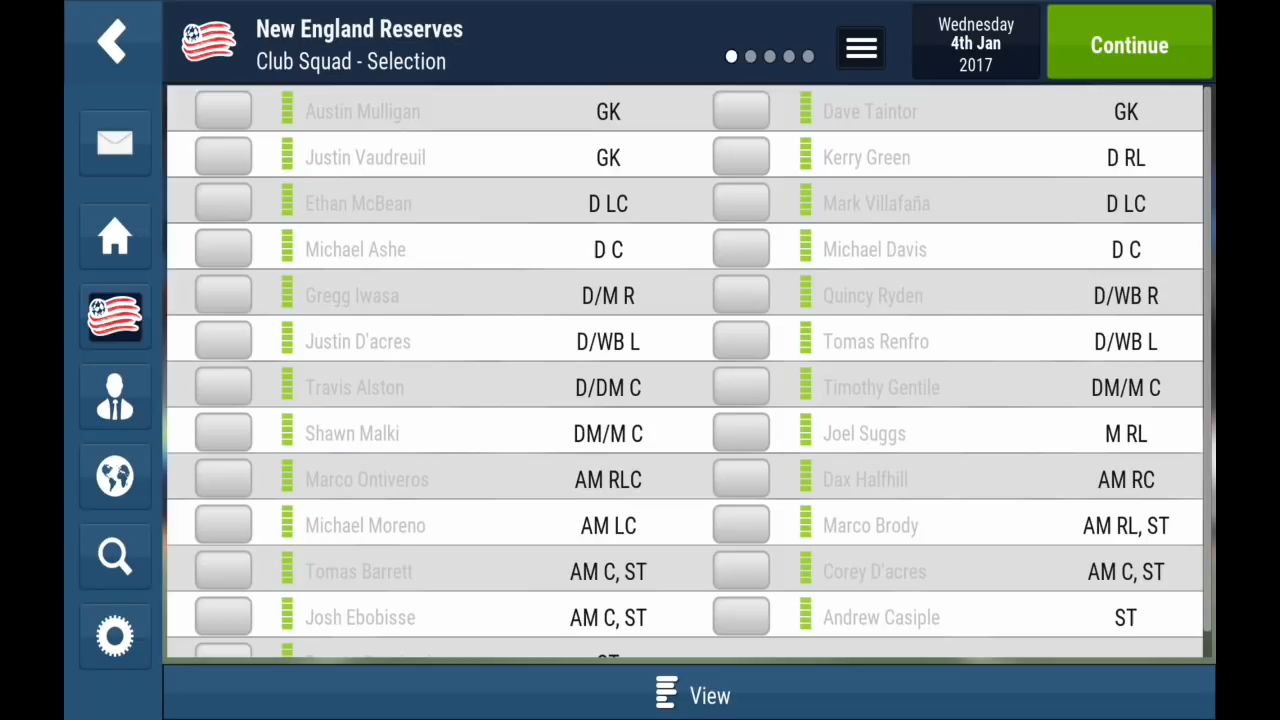 New England Reserves
Club Squad - Selection
Wednesday
4th Jan
2017
Continue
Austin Mulligan GK Dave Taintor GK
Justin Vaudreuil GK Kerry Green D RL
Ethan McBean D LC Mark Villafaña D LC
Michael Ashe D C Michael Davis D C
Gregg Iwasa D/M R Quincy Ryden D/WB R
Justin D'acres D/WB L Tomas Renfro D/WB L
Travis Alston D/DM C Timothy Gentile DM/M C
Shawn Malki DM/M C Joel Suggs M RL
Marco Ontiveros AM RLC Dax Halfhill AM RC
Michael Moreno AM LC Marco Brody AM RL, ST
Tomas Barrett AM C, ST Corey D'acres AM C, ST
Josh Ebobisse AM C, ST Andrew Casiple ST
ST
View